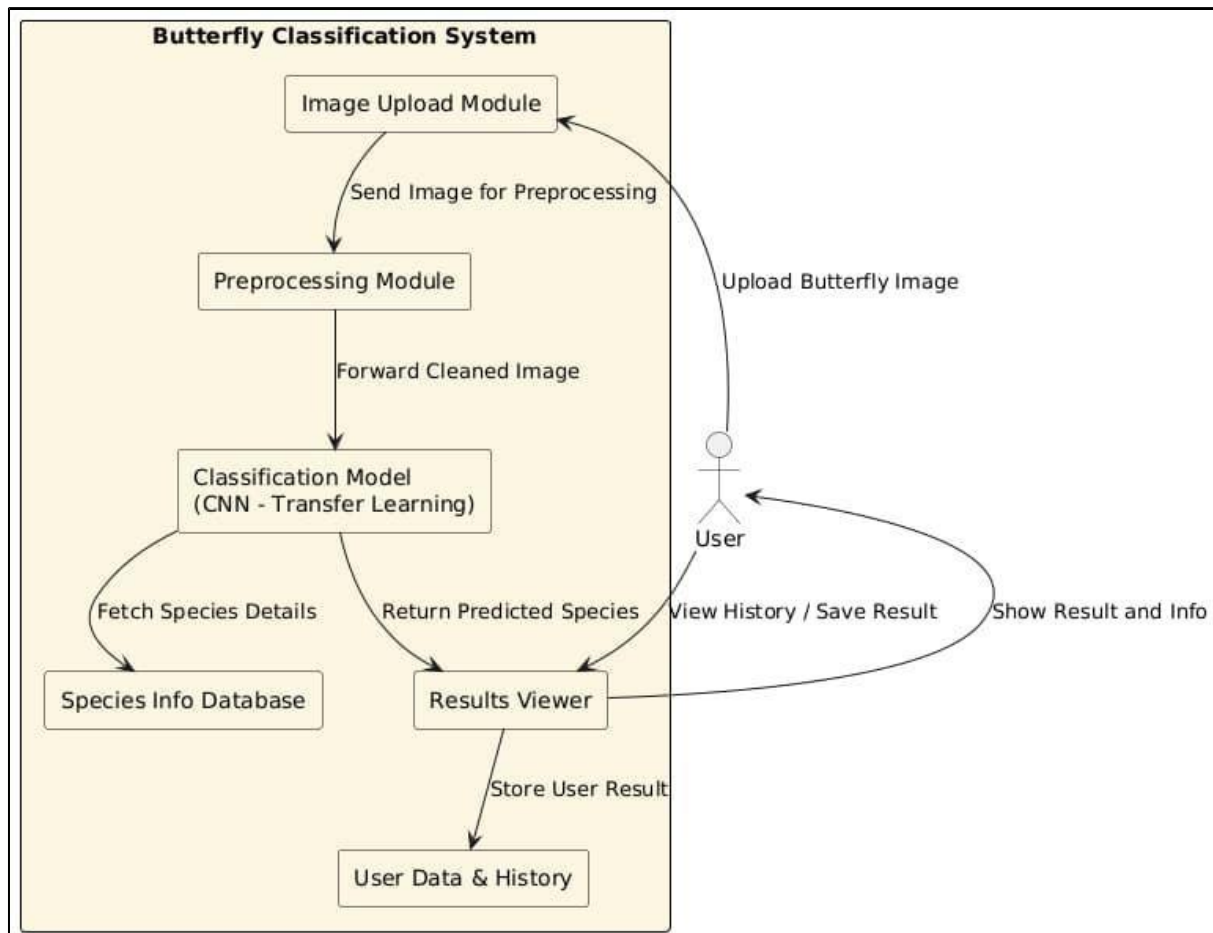 Butterfly Classification System
Image Upload Module
Send Image for Preprocessing
Preprocessing Module
Upload Butterfly Image
Forward Cleaned Image
Classification Model
(CNN - Transfer Learning)
User
Fetch Species Details
Return Predicted Species
View History / Save Result
Show Result and Info
Species Info Database
Results Viewer
Store User Result
User Data & History